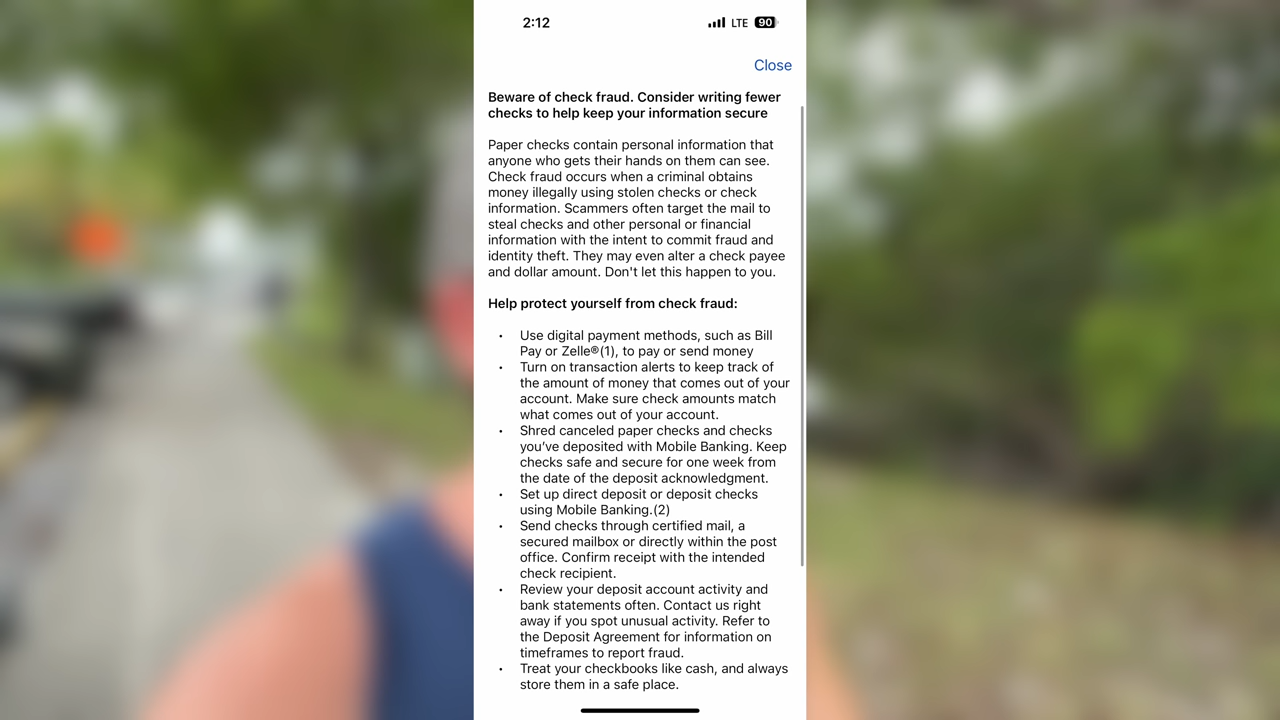 2:12
LTE 90
Close
Beware of check fraud. Consider writing fewer
checks to help keep your information secure
Paper checks contain personal information that
anyone who gets their hands on them can see.
Check fraud occurs when a criminal obtains
money illegally using stolen checks or check
information. Scammers often target the mail to
steal checks and other personal or financial
information with the intent to commit fraud and
identity theft. They may even alter a check payee
and dollar amount. Don't let this happen to you.
Help protect yourself from check fraud:
• Use digital payment methods, such as Bill
Pay or Zelle®(1), to pay or send money
• Turn on transaction alerts to keep track of
the amount of money that comes out of your
account. Make sure check amounts match
what comes out of your account.
• Shred canceled paper checks and checks
you’ve deposited with Mobile Banking. Keep
checks safe and secure for one week from
the date of the deposit acknowledgment.
• Set up direct deposit or deposit checks
using Mobile Banking.(2)
• Send checks through certified mail, a
secured mailbox or directly within the post
office. Confirm receipt with the intended
check recipient.
• Review your deposit account activity and
bank statements often. Contact us right
away if you spot unusual activity. Refer to
the Deposit Agreement for information on
timeframes to report fraud.
• Treat your checkbooks like cash, and always
store them in a safe place.